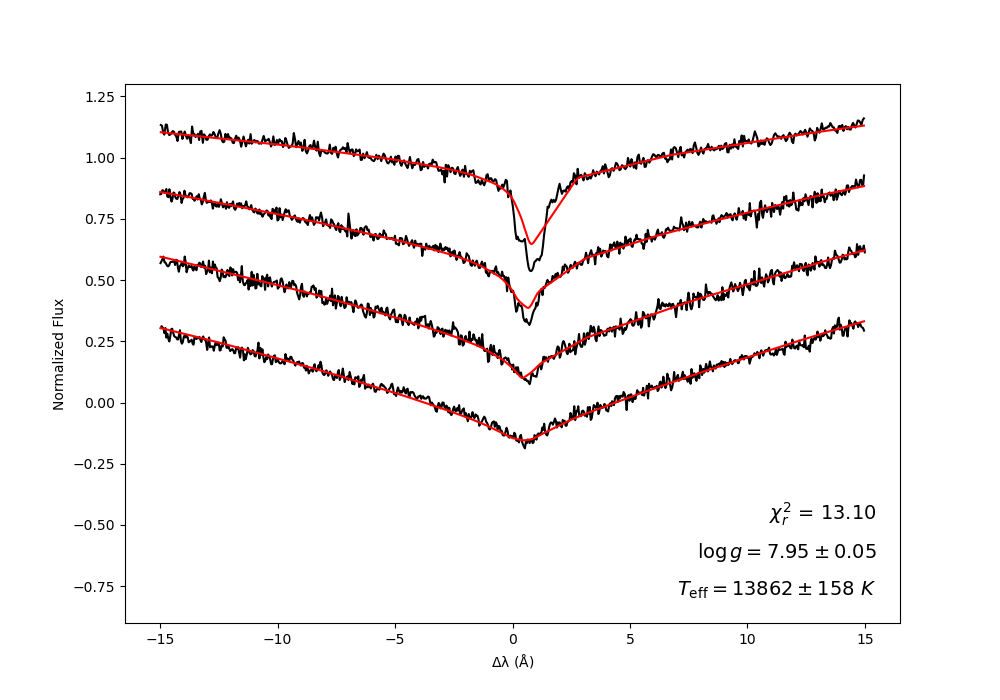 1.25
1.00
0.75
0.50
0.25
0.00
−0.25
−0.50
−0.75
Normalized Flux
χ²ᵣ = 13.10
log g = 7.95 ± 0.05
T_eff = 13862 ± 158 K
−15 −10 −5 0 5 10 15
Δλ (Å)